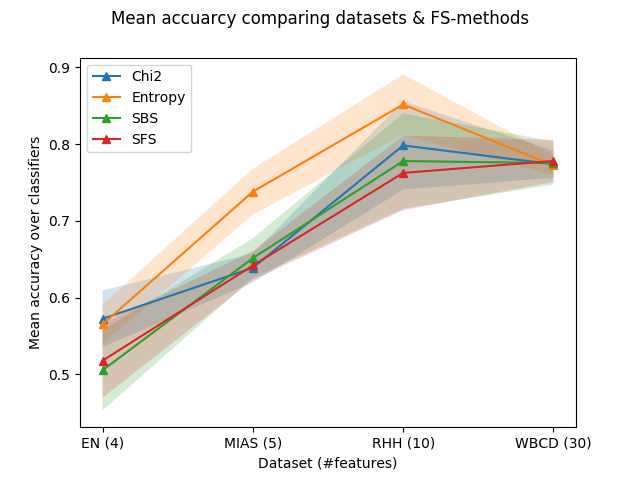 Mean accuarcy comparing datasets & FS-methods
Chi2
Entropy
SBS
SFS
0.9
0.8
0.7
0.6
0.5
Mean accuracy over classifiers
EN (4)
MIAS (5)
RHH (10)
WBCD (30)
Dataset (#features)